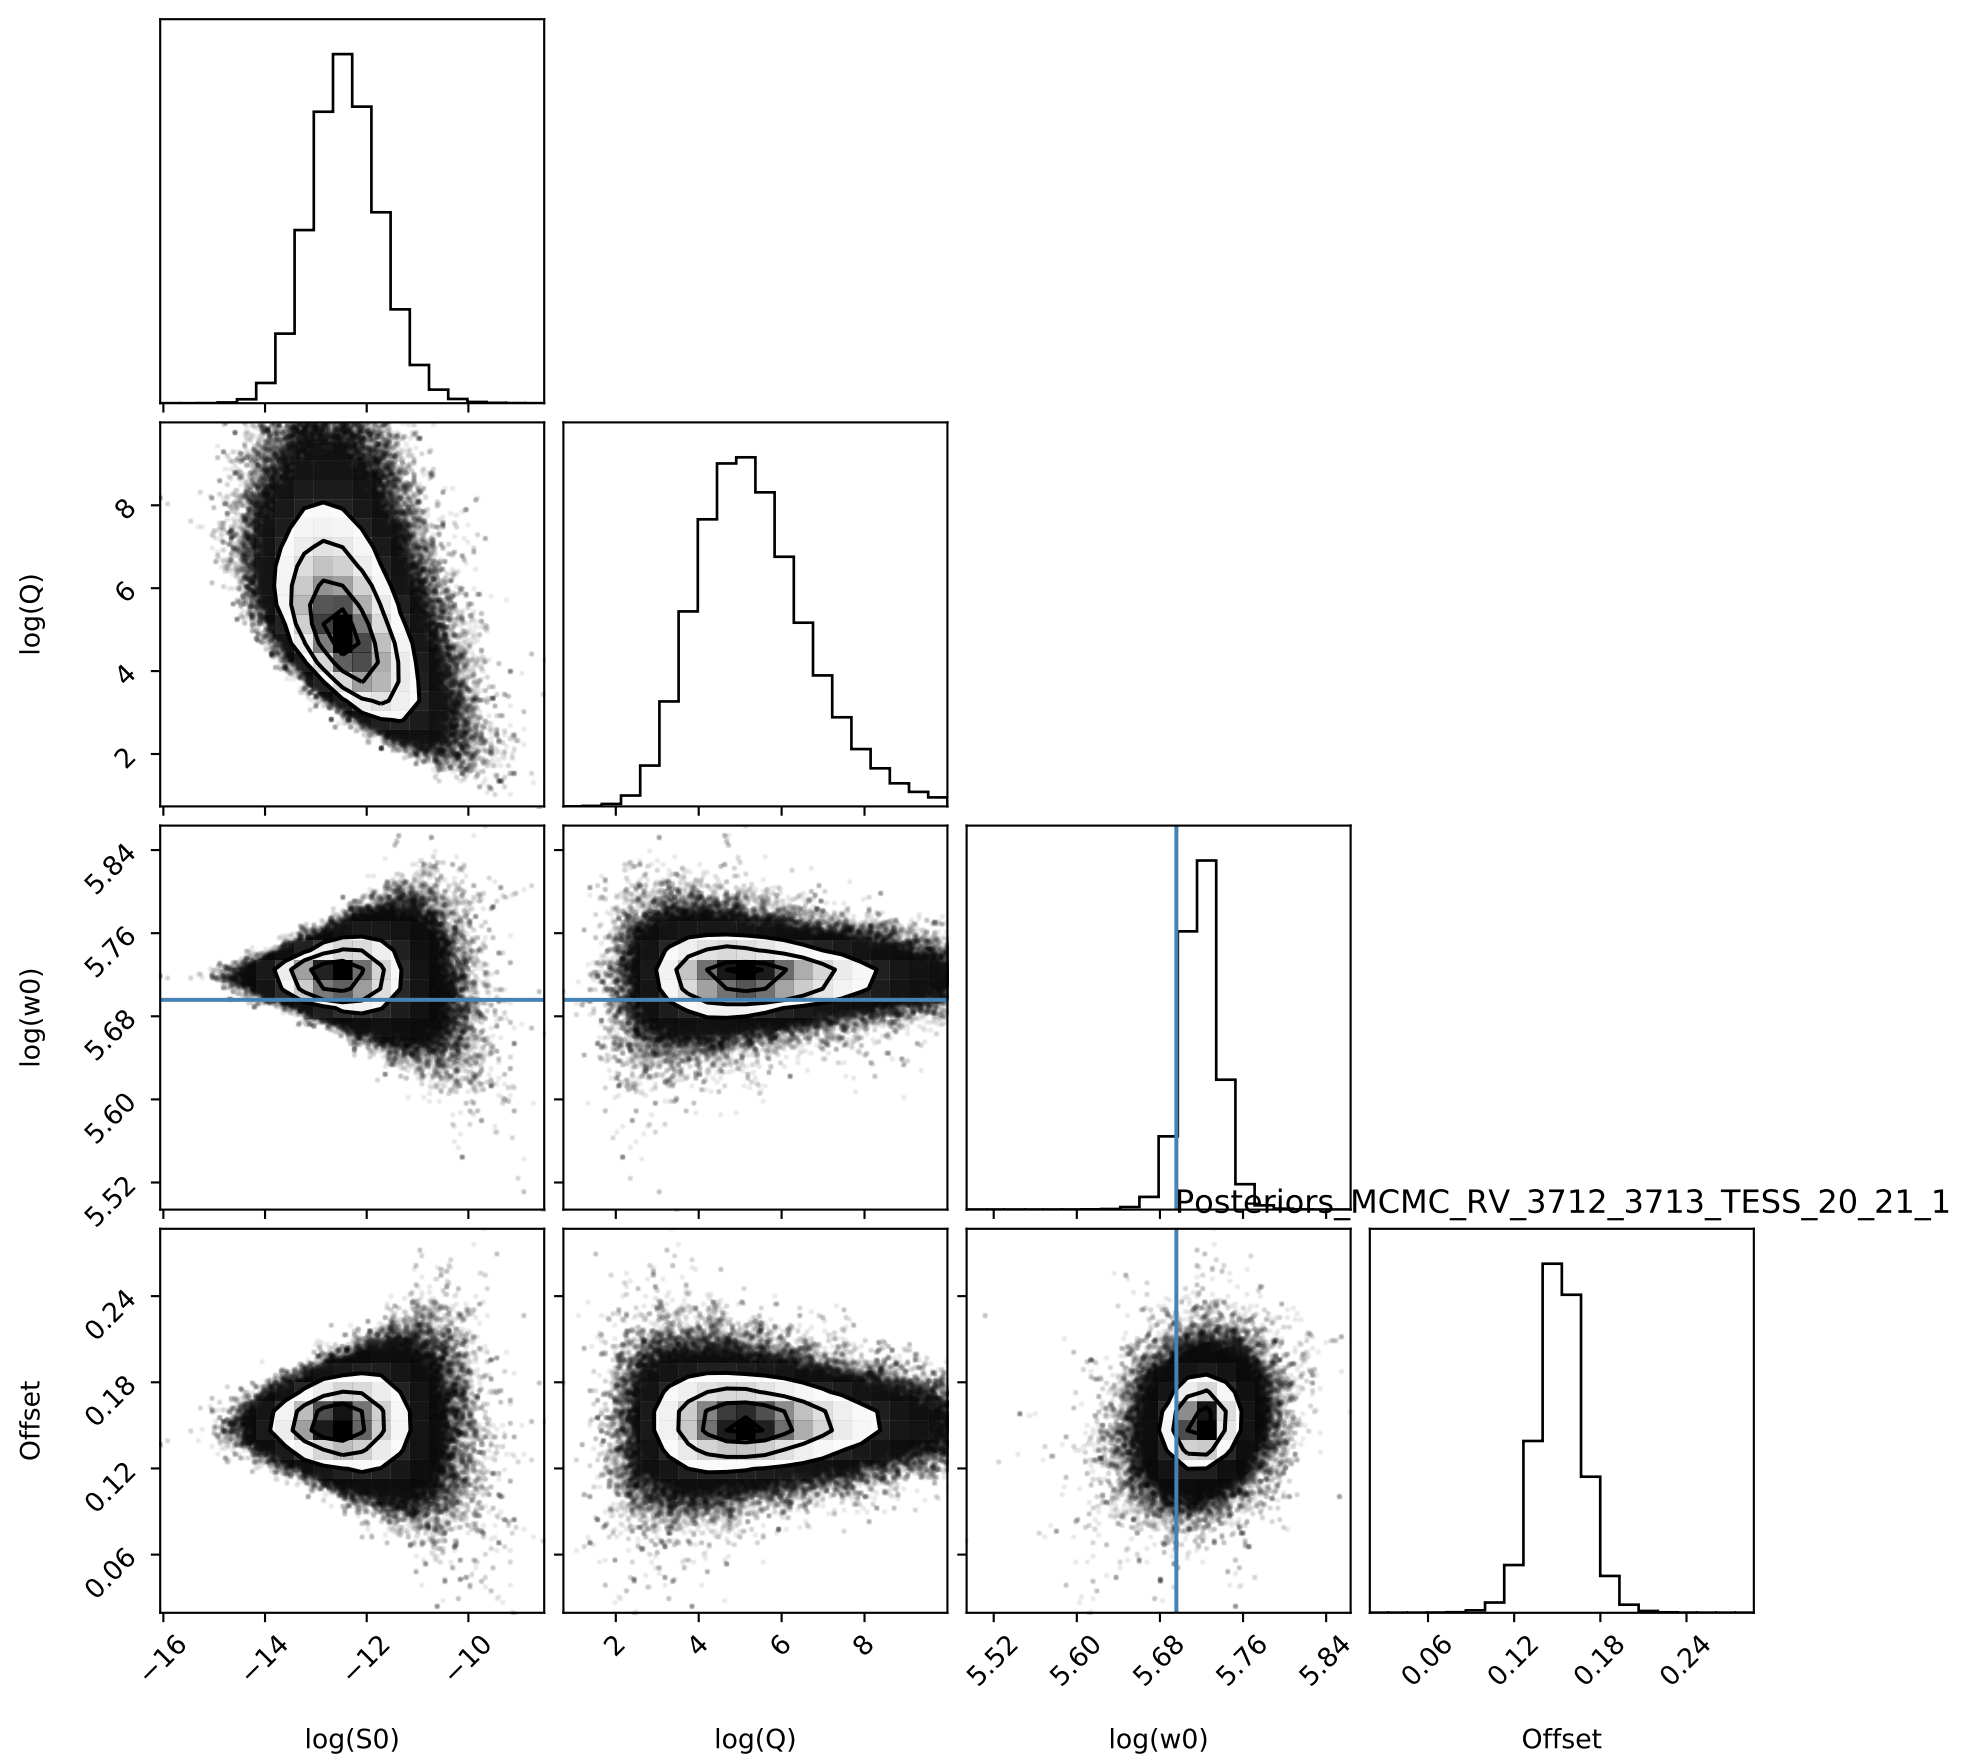 log(Q)
8
6
4
2
log(w0)
5.84
5.76
5.68
5.60
5.52
Posteriors_MCMC_RV_3712_3713_TESS_20_21_1
Offset
0.24
0.18
0.12
0.06
−16 −14 −12 −10
2 4 6 8
5.52 5.60 5.68 5.76 5.84
0.06 0.12 0.18 0.24
log(S0) log(Q) log(w0) Offset